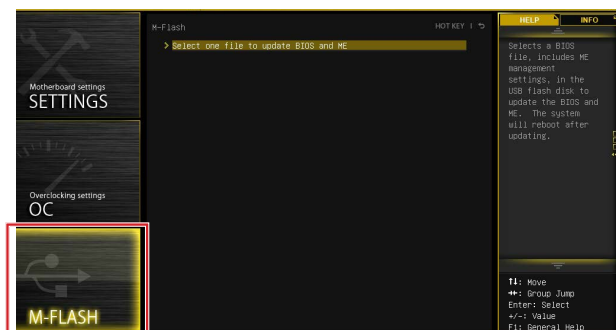 M-Flash
HOT KEY
Select one file to update BIOS and ME
Motherboard settings
SETTINGS
Overclocking settings
OC
M-FLASH
HELP
INFO
Selects a BIOS
file, includes ME
management
settings, in the
USB flash disk to
update the BIOS and
ME. The system
will reboot after
updating.
↑↓: Move
→←: Group Jump
Enter: Select
+/-: Value
F1: General Help